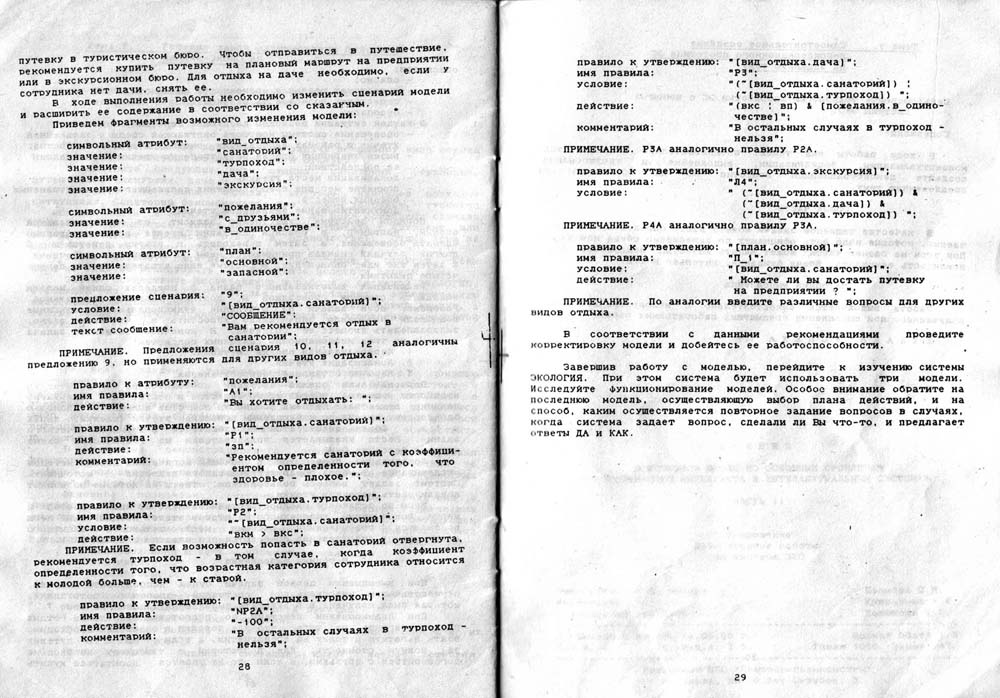 путевку в туристическом бюро. Чтобы отправиться в путешествие,
рекомендуется купить путевку на плановый маршрут на предприятии
или в экскурсионном бюро. Для отдыха на даче необходимо, если у
сотрудника нет дачи, снять ее.
В ходе выполнения работы необходимо изменить сценарий модели
и расширить ее содержание в соответствии со сказанным.
Приведем фрагменты возможного изменения модели:
символьный атрибут: "вид_отдыха";
значение: "санаторий";
значение: "турпоход";
значение: "дача";
значение: "экскурсия";
символьный атрибут: "пожелания";
значение: "с_друзьями";
значение: "в_одиночестве";
символьный атрибут: "план";
значение: "основной";
значение: "запасной";
предложение сценария: "9";
условие: "[вид_отдыха.санаторий]";
действие: "СООБЩЕНИЕ";
текст сообщение: "Вам рекомендуется отдых в
санатории";
ПРИМЕЧАНИЕ. Предложения сценария 10, 11, 12 аналогичны
предложению 9, но применяются для других видов отдыха.
правило к атрибуту: "пожелания";
имя правила: "А1";
действие: "Вы хотите отдыхать: ";
правило к утверждению: "[вид_отдыха.санаторий]";
имя правила: "Р1";
действие: "зп";
комментарий: "Рекомендуется санаторий с коэффици-
ентом определенности того, что
здоровье - плохое.";
правило к утверждению: "[вид_отдыха.турпоход]";
имя правила: "Р2";
условие: "~[вид_отдыха.санаторий]";
действие: "вкм > вкс";
ПРИМЕЧАНИЕ. Если возможность попасть в санаторий отвергнута,
рекомендуется турпоход - в том случае, когда коэффициент
определенности того, что возрастная категория сотрудника относится
к молодой больше, чем - к старой.
правило к утверждению: "[вид_отдыха.турпоход]";
имя правила: "NP2A";
действие: "-100";
комментарий: "В остальных случаях в турпоход -
нельзя";
28
правило к утверждению: "[вид_отдыха.дача]";
имя правила: "Р3";
условие: "(~[вид_отдыха.санаторий]) ¦
(~[вид_отдыха.турпоход]) ";
действие: "(вкс ¦ вп) & [пожелания.в_одино-
честве]";
комментарий: "В остальных случаях в турпоход -
нельзя";
ПРИМЕЧАНИЕ. Р3А аналогично правилу Р2А.
правило к утверждению: "[вид_отдыха.экскурсия]";
имя правила: "Л4";
условие: " (~[вид_отдыха.санаторий]) &
(~[вид_отдыха.дача]) &
(~[вид_отдыха.турпоход]) ";
ПРИМЕЧАНИЕ. Р4А аналогично правилу Р3А.
правило к утверждению: "[план.основной]";
имя правила: "П_1";
условие: "[вид_отдыха.санаторий]";
действие: " Можете ли вы достать путевку
на предприятии ? ";
ПРИМЕЧАНИЕ. По аналогии введите различные вопросы для других
видов отдыха.
В соответствии с данными рекомендациями проведите
корректировку модели и добейтесь ее работоспособности.
Завершив работу с моделью, перейдите к изучению системы
ЭКОЛОГИЯ. При этом система будет использовать три модели.
Исследуйте функционирование моделей. Особое внимание обратите на
последнюю модель, осуществляющую выбор плана действий, и на
способ, каким осуществляется повторное задание вопросов в случаях,
когда система задает вопрос, сделали ли Вы что-то, и предлагает
ответы ДА и КАК.
29